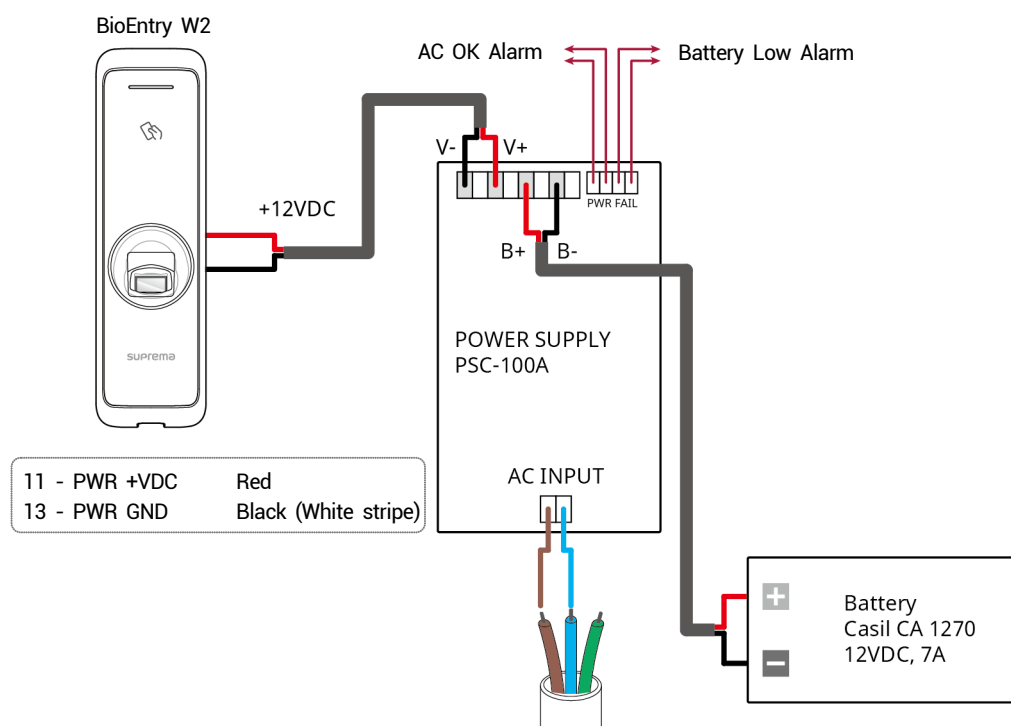 BioEntry W2
AC OK Alarm
Battery Low Alarm
V-
V+
PWR FAIL
+12VDC
B+
B-
POWER SUPPLY
PSC-100A
suprema
AC INPUT
11 - PWR +VDC Red
13 - PWR GND Black (White stripe)
+
Battery
Casil CA 1270
12VDC, 7A
−